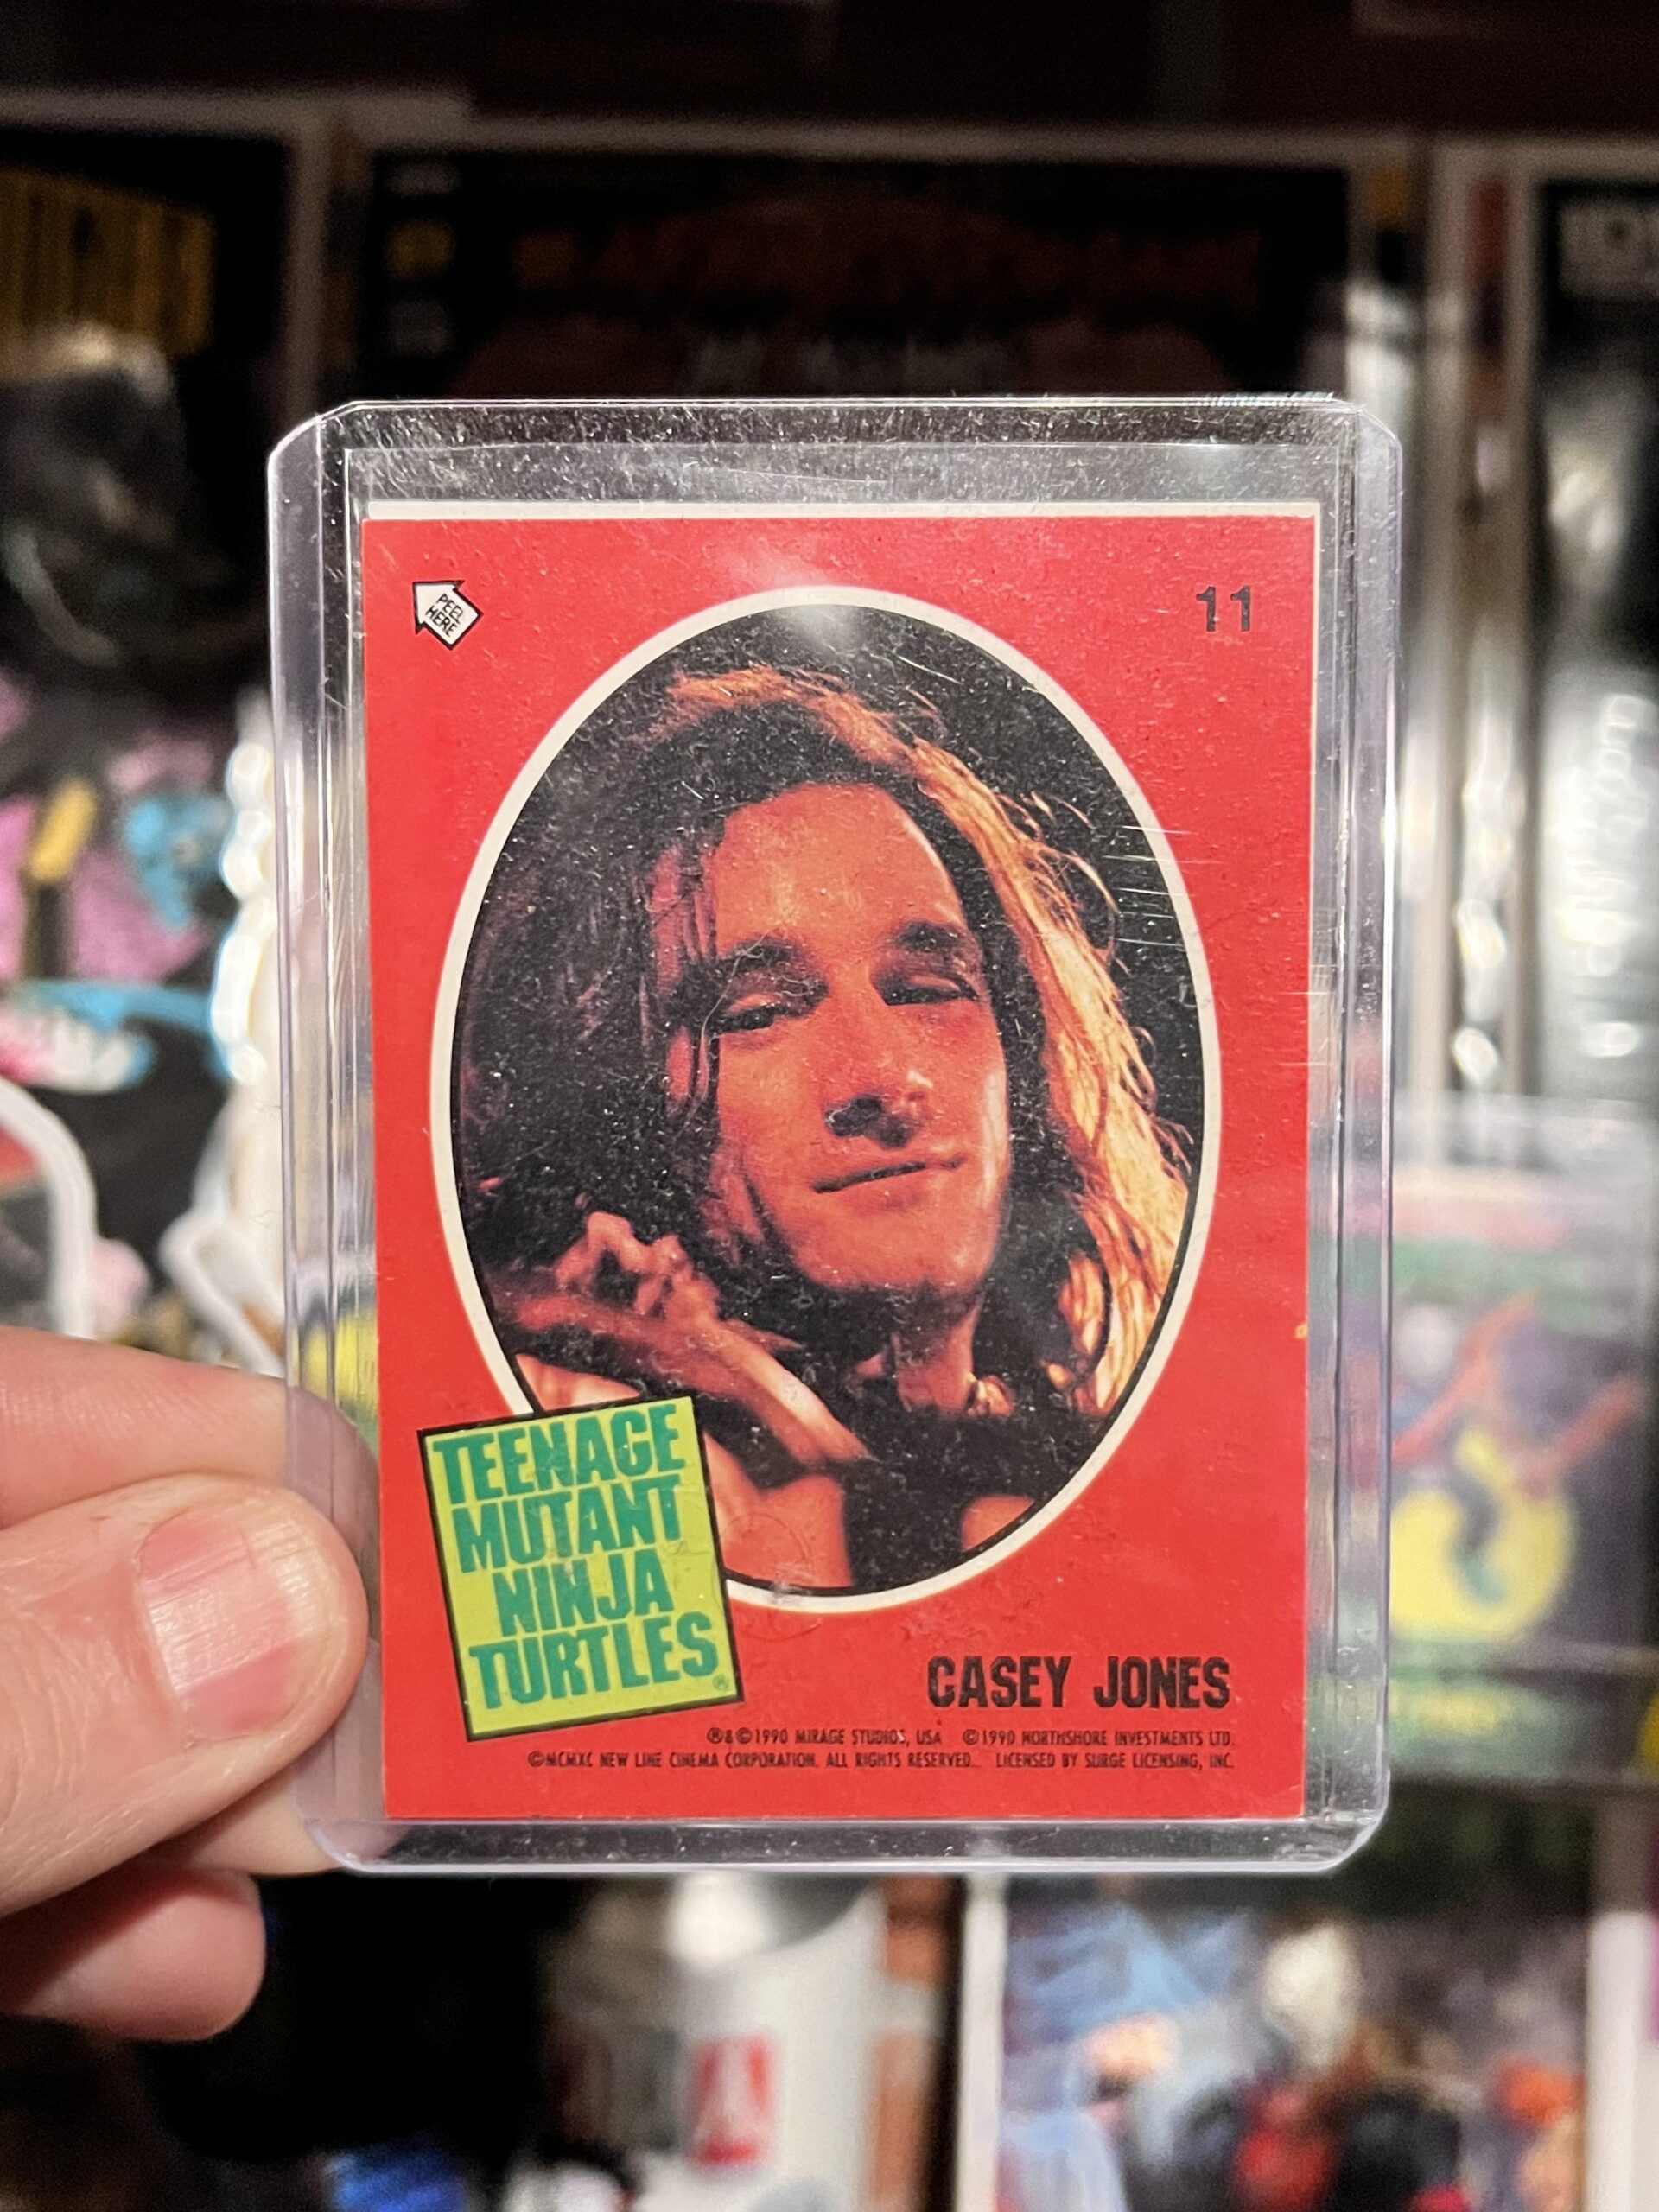 PEEL
HERE
11
TEENAGE
MUTANT
NINJA
TURTLES®
CASEY JONES
®&©1990 MIRAGE STUDIOS, USA ©1990 NORTHSHORE INVESTMENTS LTD.
©MCMXC NEW LINE CINEMA CORPORATION. ALL RIGHTS RESERVED. LICENSED BY SURGE LICENSING, INC.